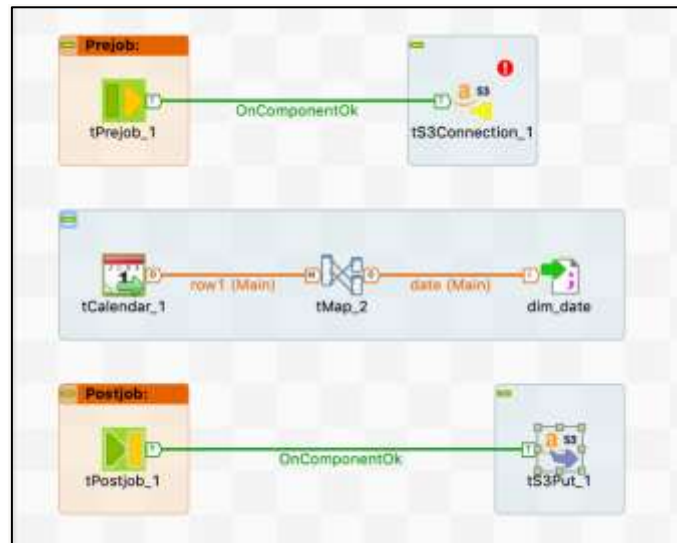 Prejob:
OnComponentOk
tPrejob_1
tS3Connection_1
row1 (Main)
date (Main)
tCalendar_1
tMap_2
dim_date
Postjob:
OnComponentOk
tPostjob_1
tS3Put_1